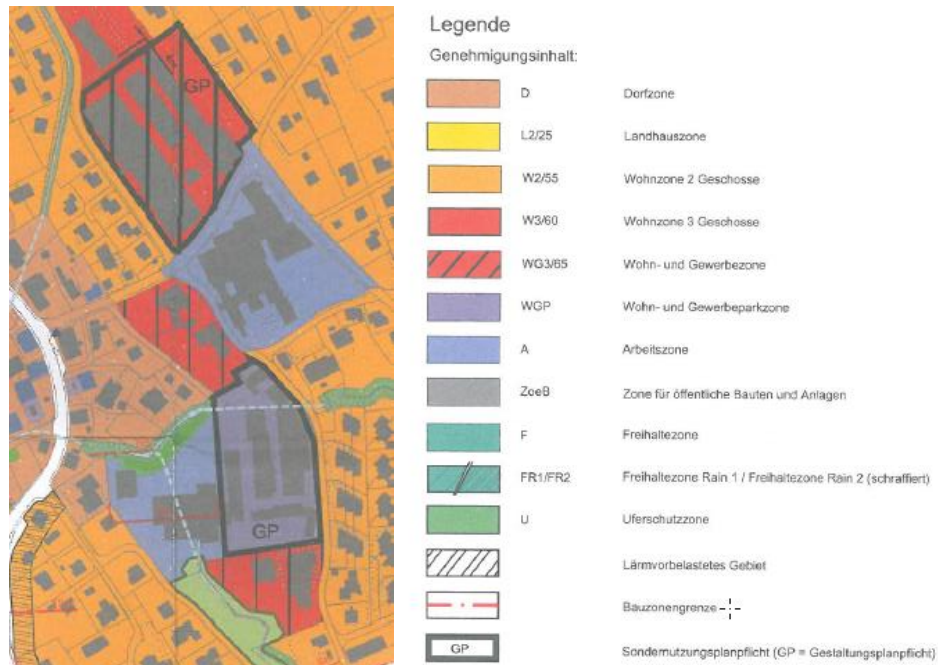 GP
GP
Legende
Genehmigungsinhalt:
D Dorfzone
L2/25 Landhauszone
W2/55 Wohnzone 2 Geschosse
W3/60 Wohnzone 3 Geschosse
WG3/65 Wohn- und Gewerbezone
WGP Wohn- und Gewerbeparkzone
A Arbeitszone
ZoeB Zone für öffentliche Bauten und Anlagen
F Freihaltezone
FR1/FR2 Freihaltezone Rain 1 / Freihaltezone Rain 2 (schraffiert)
U Uferschutzzone
Lärmvorbelastetes Gebiet
Bauzonengrenze
GP Sondernutzungsplanpflicht (GP = Gestaltungsplanpflicht)